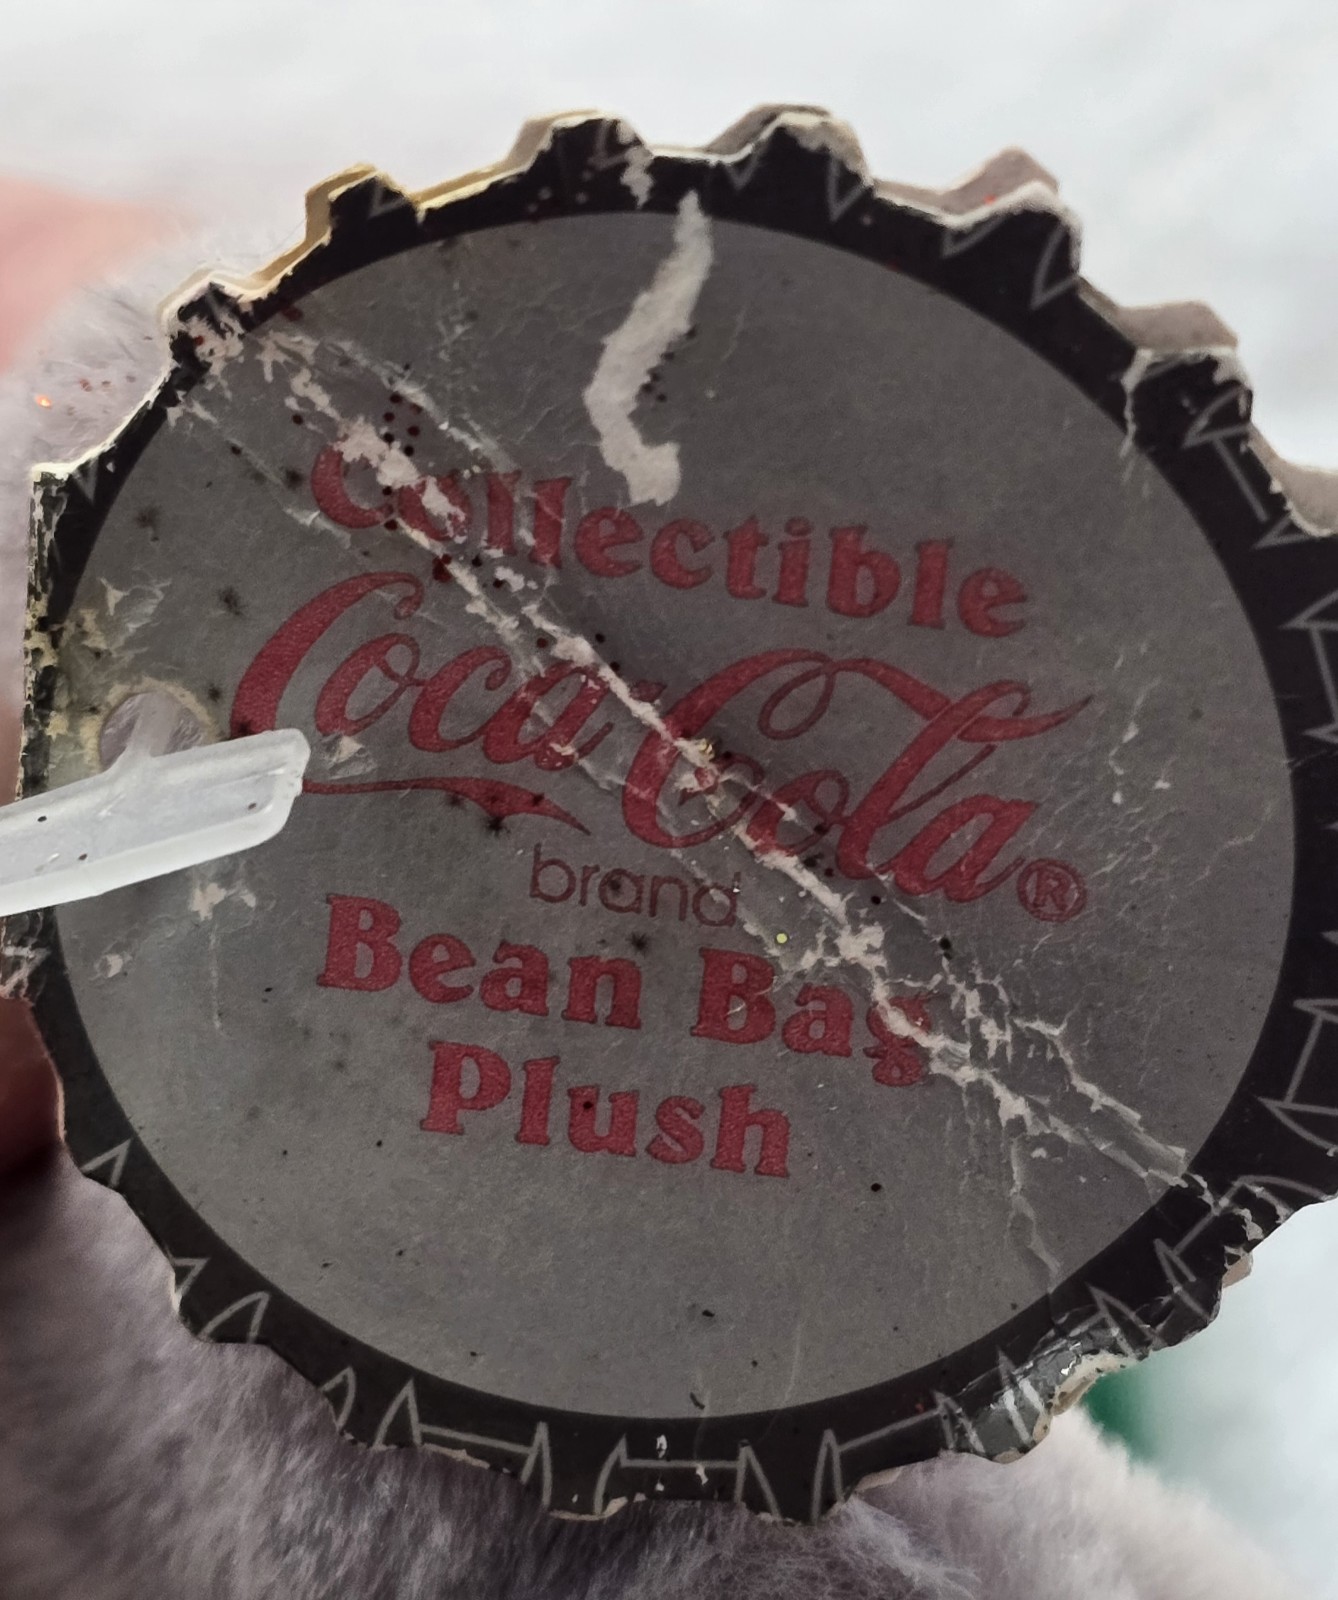 Collectible
Coca-Cola®
brand
Bean Bag
Plush